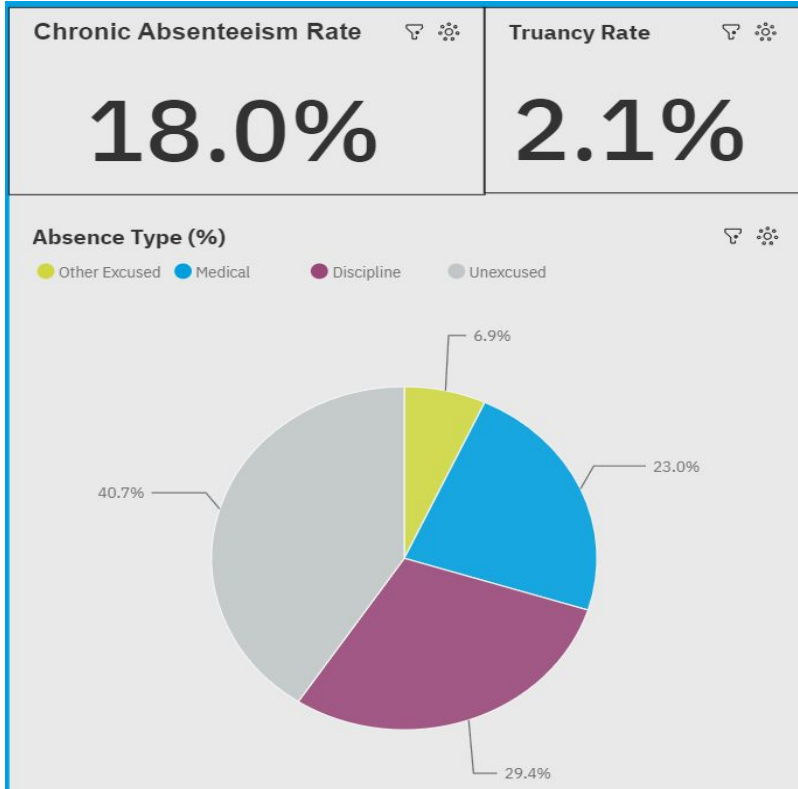 Chronic Absenteeism Rate
Truancy Rate
18.0%
2.1%
Absence Type (%)
Other Excused Medical Discipline Unexcused
6.9%
23.0%
40.7%
29.4%